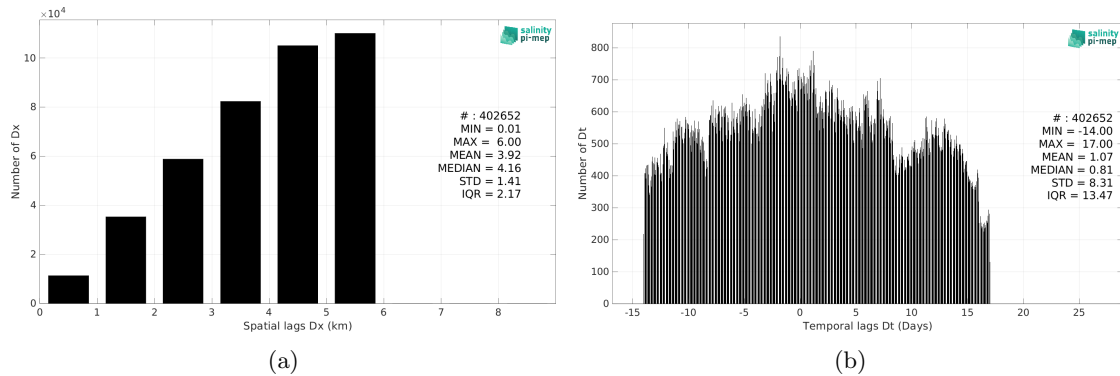 ×10⁴
10
8
6
4
2
0
Number of Dx
0 1 2 3 4 5 6 7 8
Spatial lags Dx (km)
salinity
pi-mep
# : 402652
MIN = 0.01
MAX = 6.00
MEAN = 3.92
MEDIAN = 4.16
STD = 1.41
IQR = 2.17
(a)
800
700
600
500
400
300
200
100
0
Number of Dt
-15 -10 -5 0 5 10 15 20 25
Temporal lags Dt (Days)
salinity
pi-mep
# : 402652
MIN = -14.00
MAX = 17.00
MEAN = 1.07
MEDIAN = 0.81
STD = 8.31
IQR = 13.47
(b)